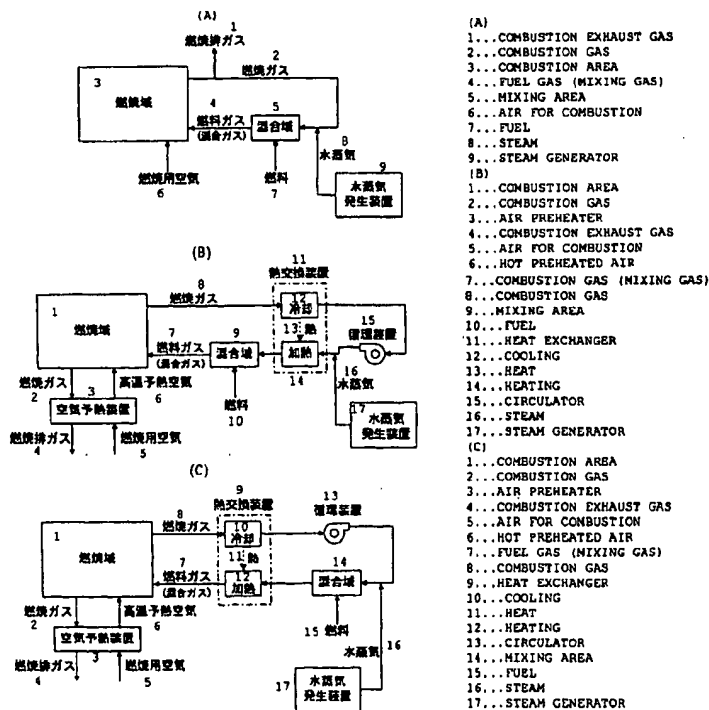 (A)
1
燃焼排ガス
2
燃焼ガス
3
燃焼域
4
燃料ガス
(混合ガス)
5
混合域
8
水蒸気
燃焼用空気
6
燃料
7
9
水蒸気
発生装置
(B)
11
熱交換装置
8
燃焼ガス
12
冷却
1
燃焼域
13 熱
15
循環装置
7
燃料ガス
(混合ガス)
9
混合域
加熱
14
16
水蒸気
燃焼ガス
2
高温予熱空気
6
3
空気予熱装置
燃料
10
17
水蒸気
発生装置
燃焼排ガス
4
燃焼用空気
5
(C)
9
熱交換装置
13
循環装置
8
燃焼ガス
10
冷却
1
燃焼域
11 熱
7
燃料ガス
(混合ガス)
12
加熱
14
混合域
燃焼ガス
2
高温予熱空気
6
15 燃料
16
水蒸気
空気予熱装置
3
燃焼排ガス
4
燃焼用空気
5
17
水蒸気
発生装置
(A)
1...COMBUSTION EXHAUST GAS
2...COMBUSTION GAS
3...COMBUSTION AREA
4...FUEL GAS (MIXING GAS)
5...MIXING AREA
6...AIR FOR COMBUSTION
7...FUEL
8...STEAM
9...STEAM GENERATOR
(B)
1...COMBUSTION AREA
2...COMBUSTION GAS
3...AIR PREHEATER
4...COMBUSTION EXHAUST GAS
5...AIR FOR COMBUSTION
6...HOT PREHEATED AIR
7...COMBUSTION GAS (MIXING GAS)
8...COMBUSTION GAS
9...MIXING AREA
10...FUEL
11...HEAT EXCHANGER
12...COOLING
13...HEAT
14...HEATING
15...CIRCULATOR
16...STEAM
17...STEAM GENERATOR
(C)
1...COMBUSTION AREA
2...COMBUSTION GAS
3...AIR PREHEATER
4...COMBUSTION EXHAUST GAS
5...AIR FOR COMBUSTION
6...HOT PREHEATED AIR
7...FUEL GAS (MIXING GAS)
8...COMBUSTION GAS
9...HEAT EXCHANGER
10...COOLING
11...HEAT
12...HEATING
13...CIRCULATOR
14...MIXING AREA
15...FUEL
16...STEAM
17...STEAM GENERATOR